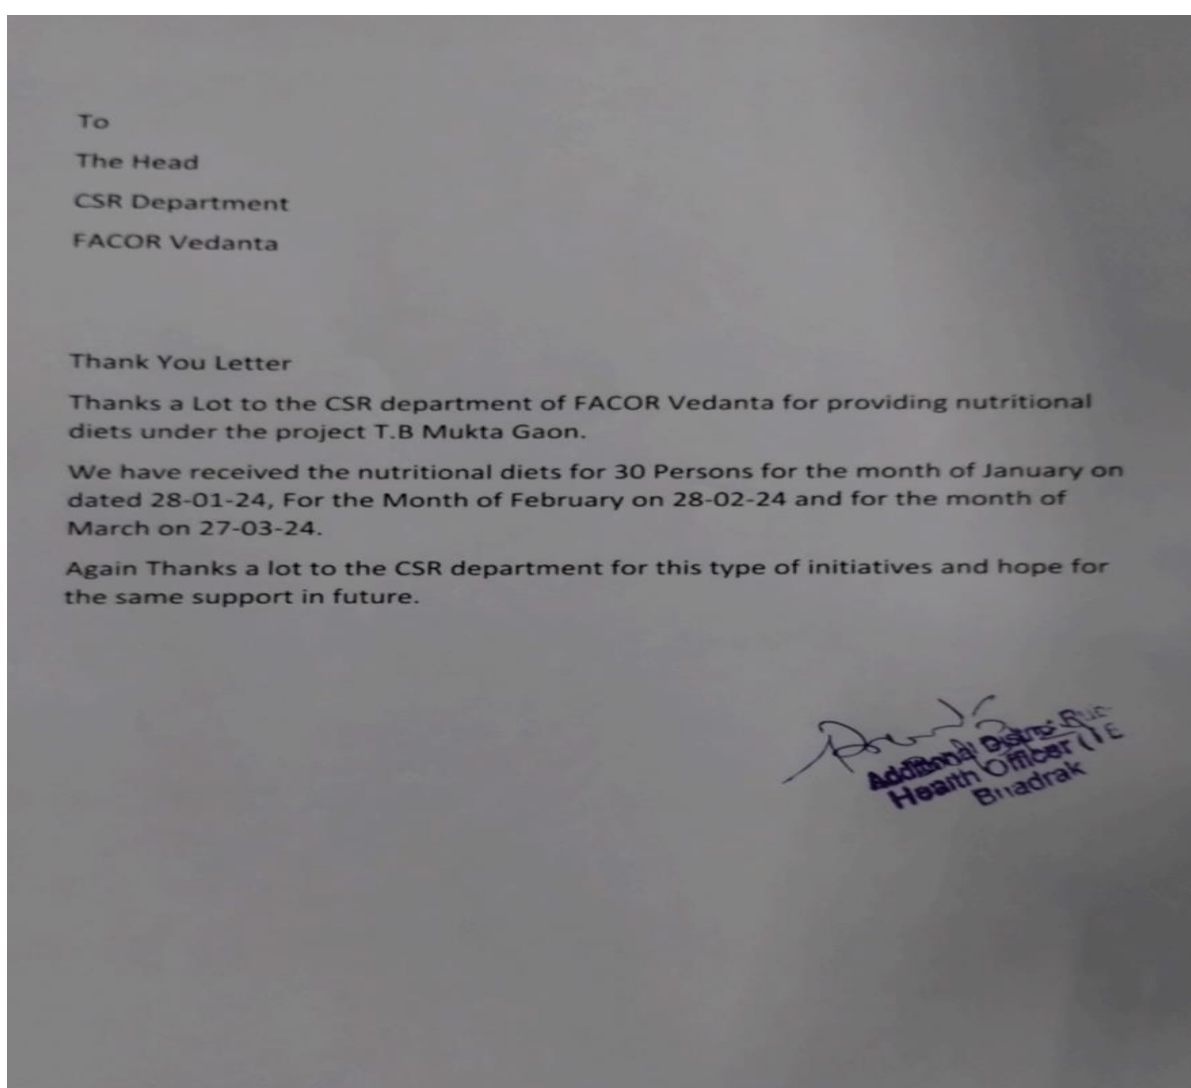 To
The Head
CSR Department
FACOR Vedanta
Thank You Letter
Thanks a Lot to the CSR department of FACOR Vedanta for providing nutritional
diets under the project T.B Mukta Gaon.
We have received the nutritional diets for 30 Persons for the month of January on
dated 28-01-24, For the Month of February on 28-02-24 and for the month of
March on 27-03-24.
Again Thanks a lot to the CSR department for this type of initiatives and hope for
the same support in future.
Additional
Health Officer
Bhadrak